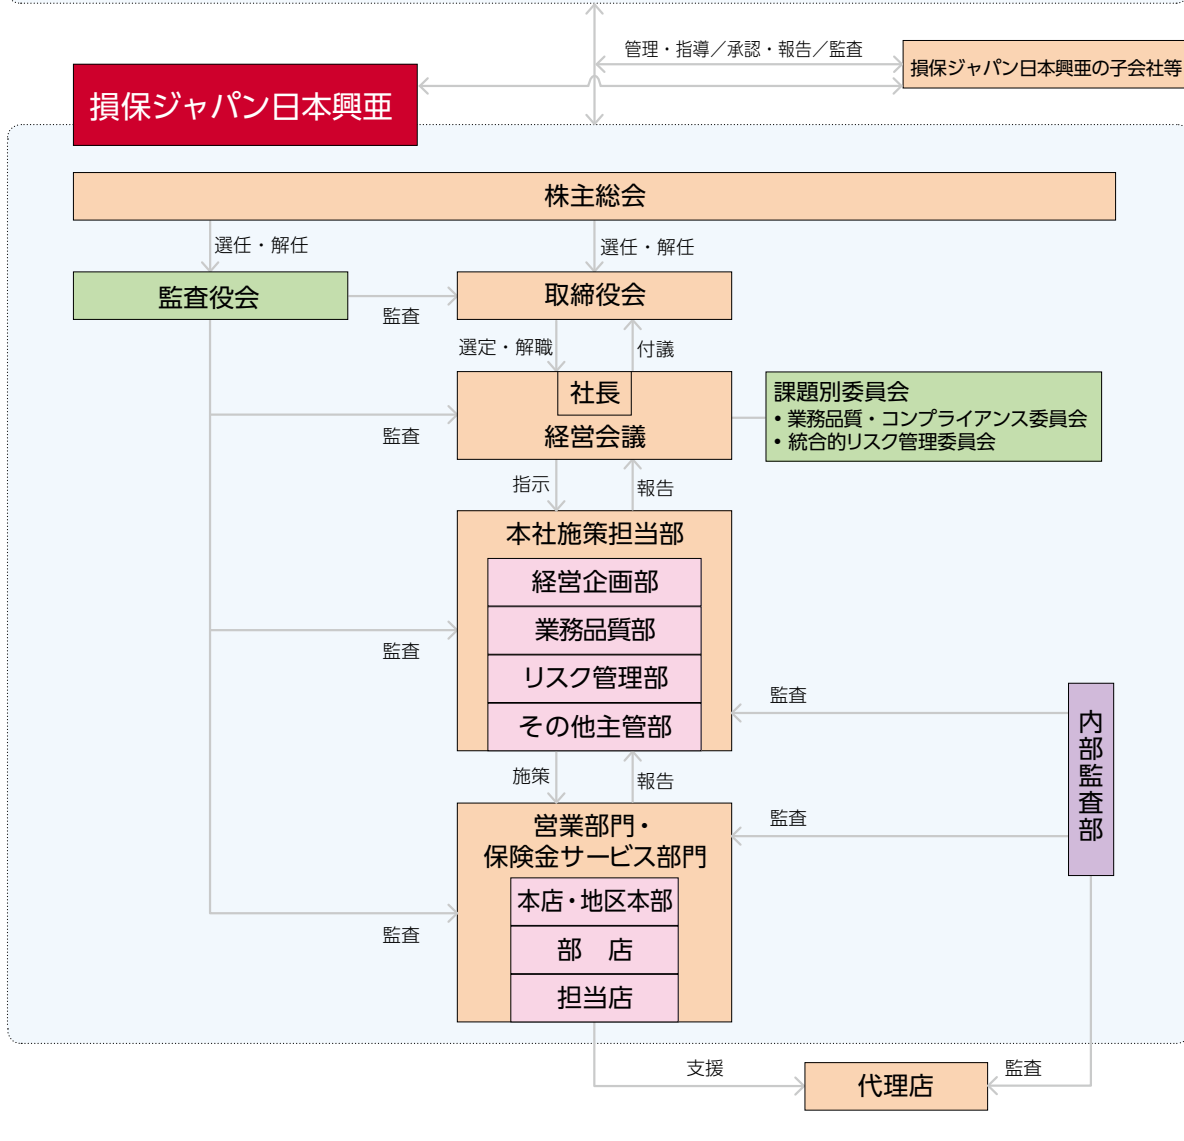 管理・指導／承認・報告／監査
損保ジャパン日本興亜の子会社等
損保ジャパン日本興亜
株主総会
選任・解任
選任・解任
監査役会
監査
取締役会
選定・解職
付議
社長
経営会議
監査
課題別委員会
• 業務品質・コンプライアンス委員会
• 統合的リスク管理委員会
指示
報告
本社施策担当部
経営企画部
業務品質部
リスク管理部
その他主管部
監査
監査
内部監査部
施策
報告
営業部門・
保険金サービス部門
本店・地区本部
部　店
担当店
監査
監査
支援
代理店
監査